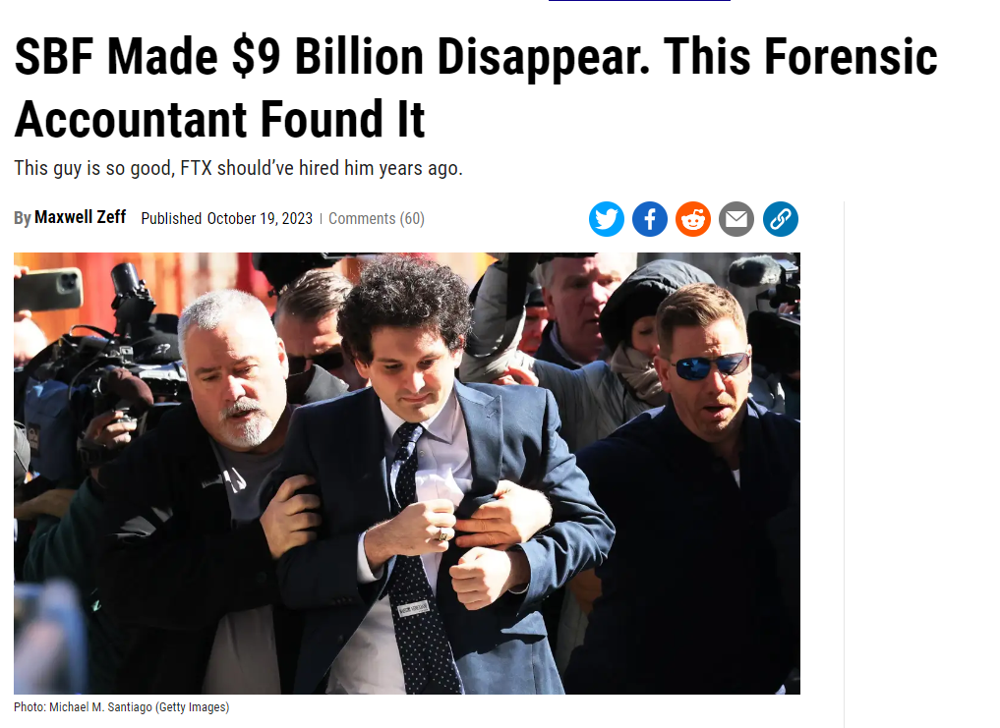 SBF Made $9 Billion Disappear. This Forensic
Accountant Found It
This guy is so good, FTX should’ve hired him years ago.
By Maxwell Zeff Published October 19, 2023 | Comments (60)
Photo: Michael M. Santiago (Getty Images)